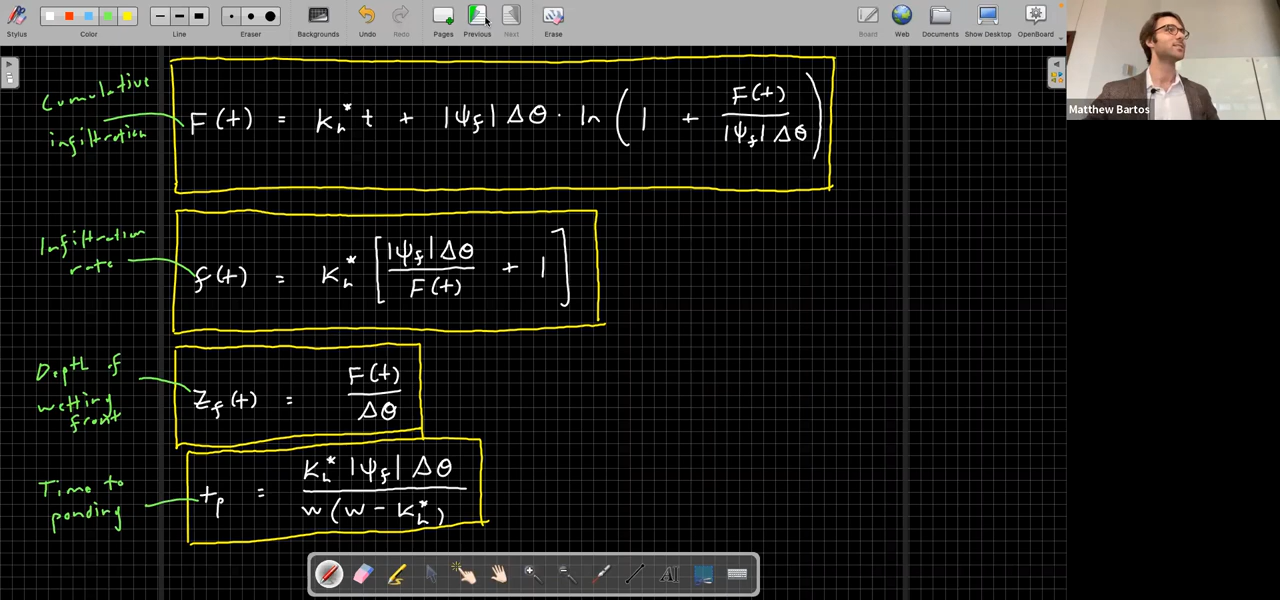 Stylus
Color
Line
Eraser
Backgrounds
Undo
Redo
Pages
Previous
Next
Erase
Board
Web
Documents
Show Desktop
OpenBoard
Matthew Bartos
Cumulative
infiltration
F(t) = K_h^* t + |ψ_f| Δθ · ln ( 1 + F(t) / |ψ_f| Δθ )
Infiltration
rate
f(t) = K_h^* [ |ψ_f| Δθ / F(t) + 1 ]
Depth of
wetting
front
Z_f(t) = F(t) / Δθ
Time to
ponding
t_p = K_h^* |ψ_f| Δθ / w(w - K_h^*)
AI